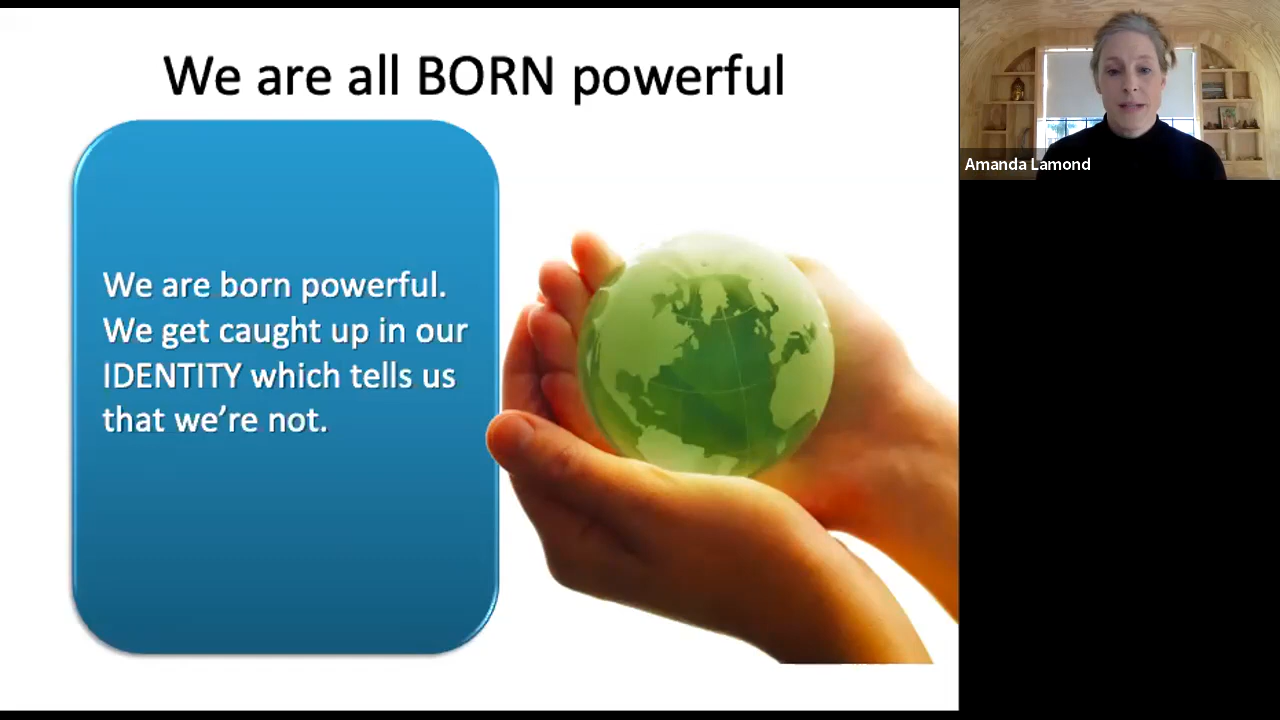 We are all BORN powerful
We are born powerful.
We get caught up in our
IDENTITY which tells us
that we’re not.
Amanda Lamond